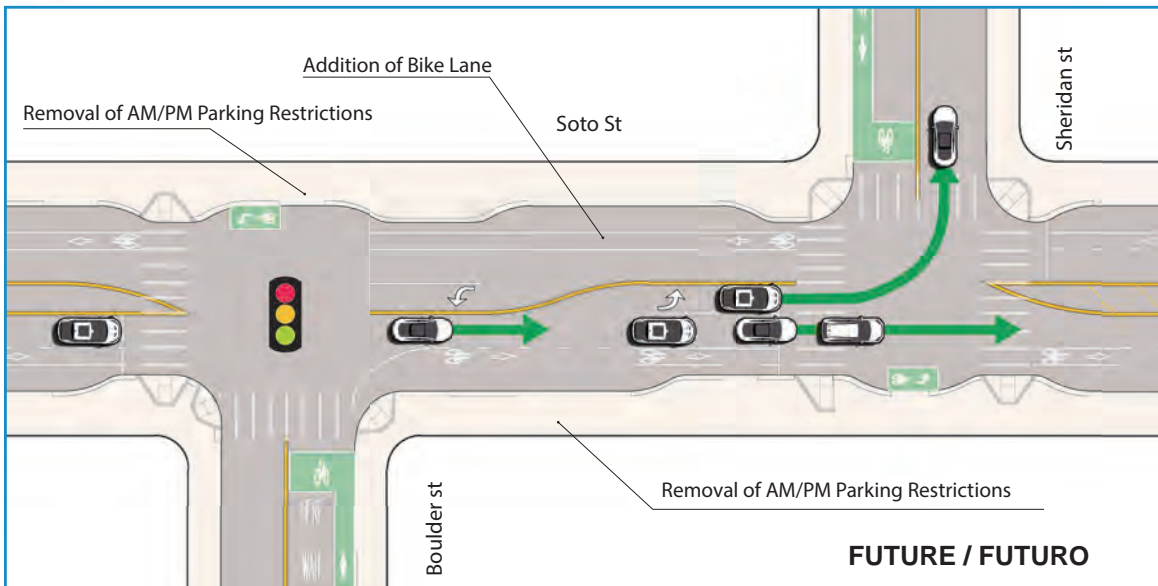 Addition of Bike Lane
Removal of AM/PM Parking Restrictions
Soto St
Sheridan st
Boulder st
Removal of AM/PM Parking Restrictions
FUTURE / FUTURO